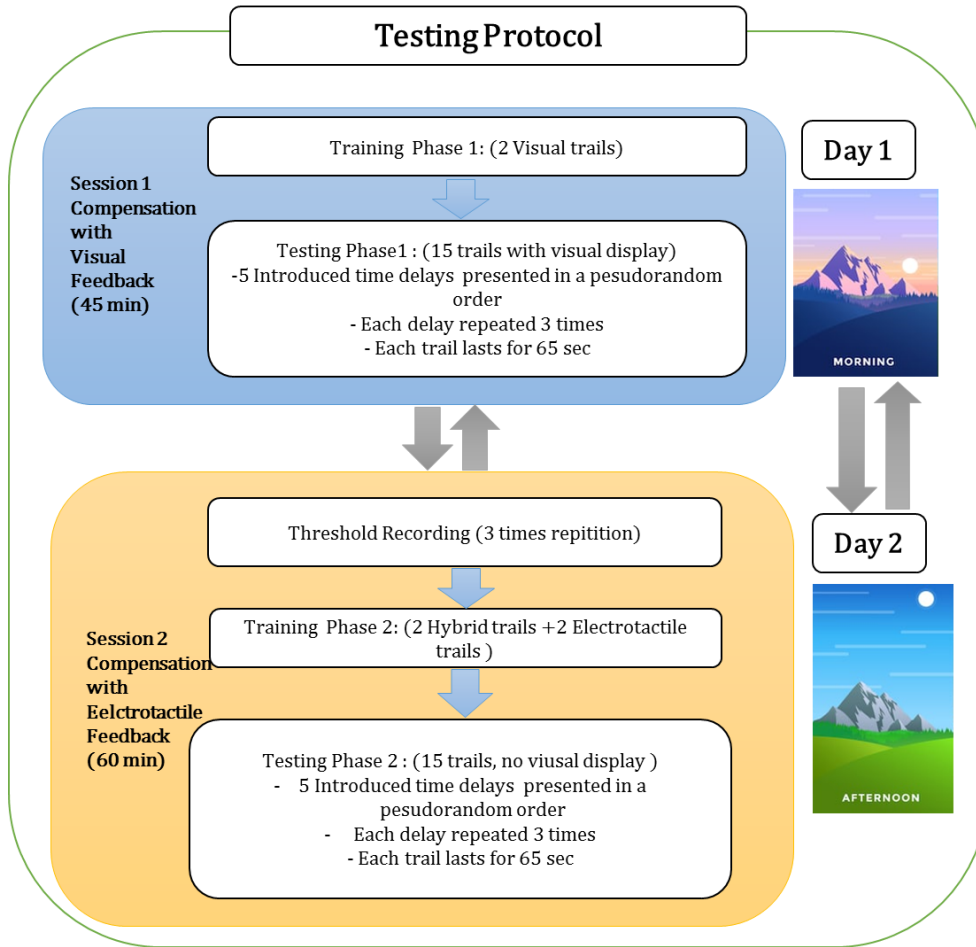 Testing Protocol
Training Phase 1: (2 Visual trails)
Day 1
Session 1
Compensation
with
Visual
Feedback
(45 min)
Testing Phase1 : (15 trails with visual display)
-5 Introduced time delays presented in a pesudorandom
order
- Each delay repeated 3 times
- Each trail lasts for 65 sec
MORNING
Threshold Recording (3 times repitition)
Day 2
Training Phase 2: (2 Hybrid trails +2 Electrotactile
trails )
Session 2
Compensation
with
Eelctrotactile
Feedback
(60 min)
Testing Phase 2 : (15 trails, no viusal display )
- 5 Introduced time delays presented in a
pesudorandom order
- Each delay repeated 3 times
- Each trail lasts for 65 sec
AFTERNOON